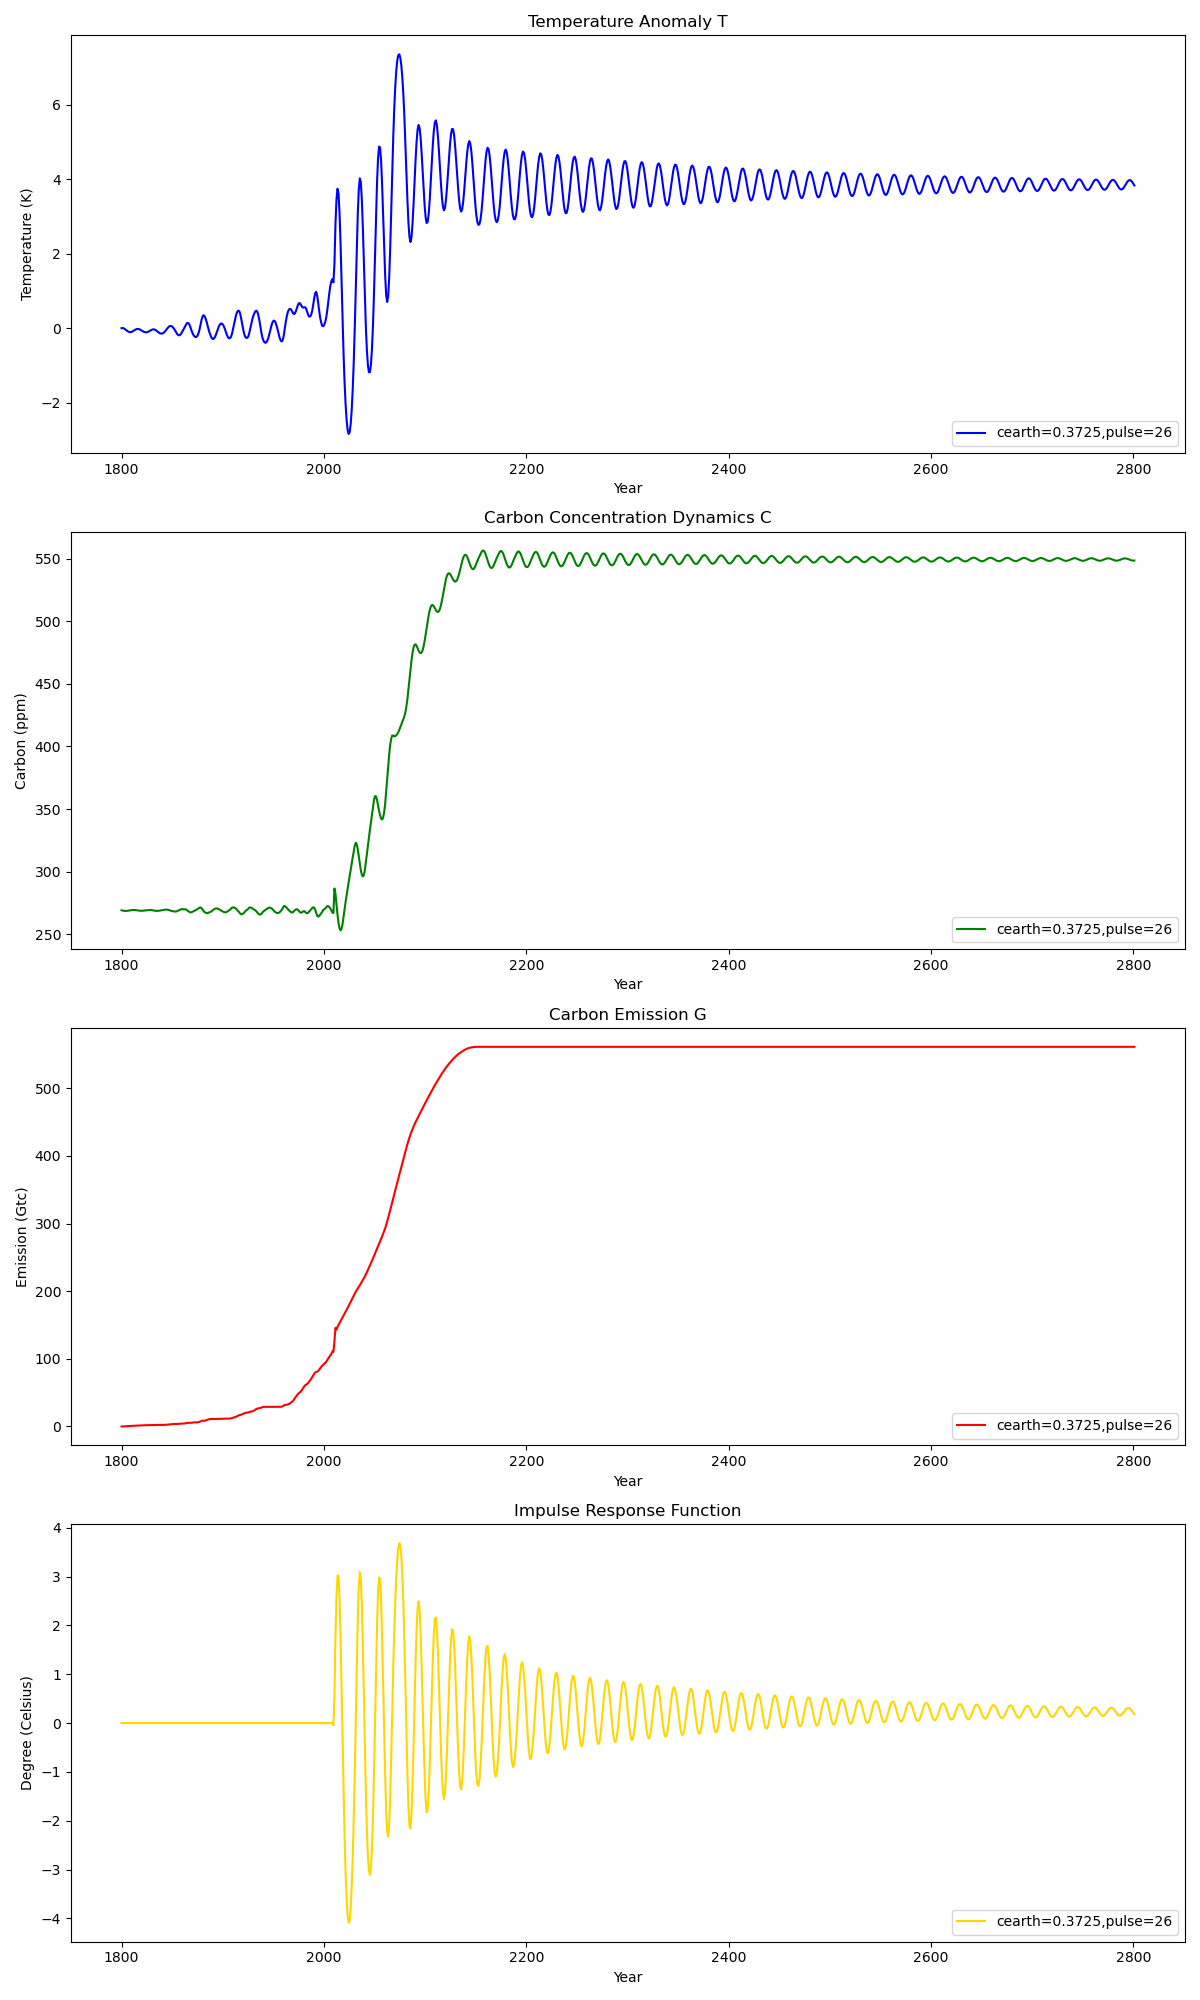 Temperature Anomaly T
Temperature (K)
6
4
2
0
−2
cearth=0.3725,pulse=26
1800 2000 2200 2400 2600 2800
Year
Carbon Concentration Dynamics C
Carbon (ppm)
550
500
450
400
350
300
250
cearth=0.3725,pulse=26
1800 2000 2200 2400 2600 2800
Year
Carbon Emission G
Emission (Gtc)
500
400
300
200
100
0
cearth=0.3725,pulse=26
1800 2000 2200 2400 2600 2800
Year
Impulse Response Function
Degree (Celsius)
4
3
2
1
0
−1
−2
−3
−4
cearth=0.3725,pulse=26
1800 2000 2200 2400 2600 2800
Year